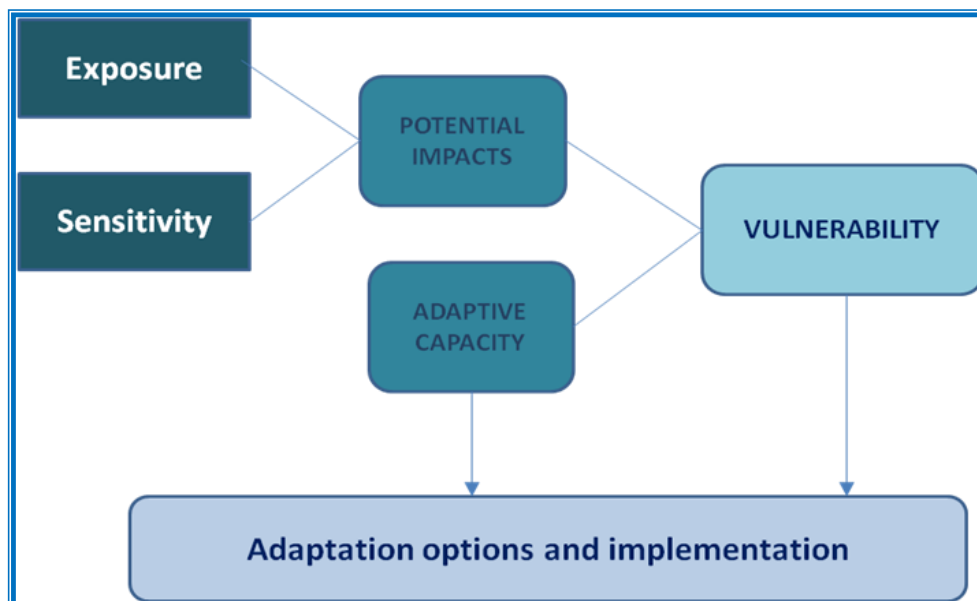 Exposure
POTENTIAL
IMPACTS
Sensitivity
VULNERABILITY
ADAPTIVE
CAPACITY
Adaptation options and implementation